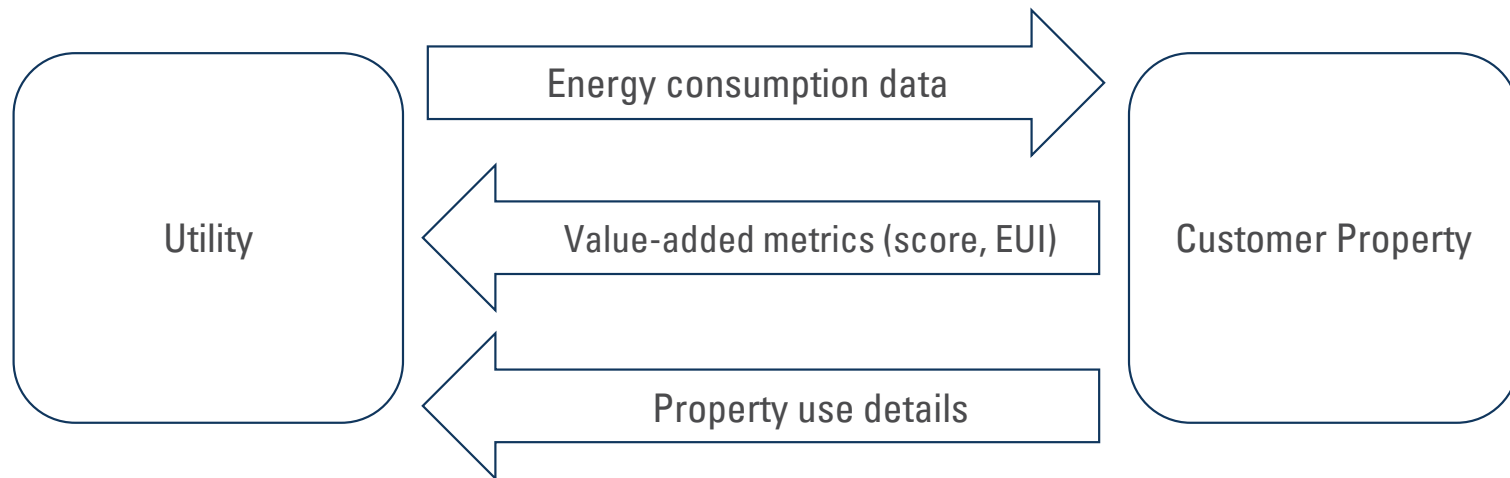 Energy consumption data
Utility
Value-added metrics (score, EUI)
Customer Property
Property use details